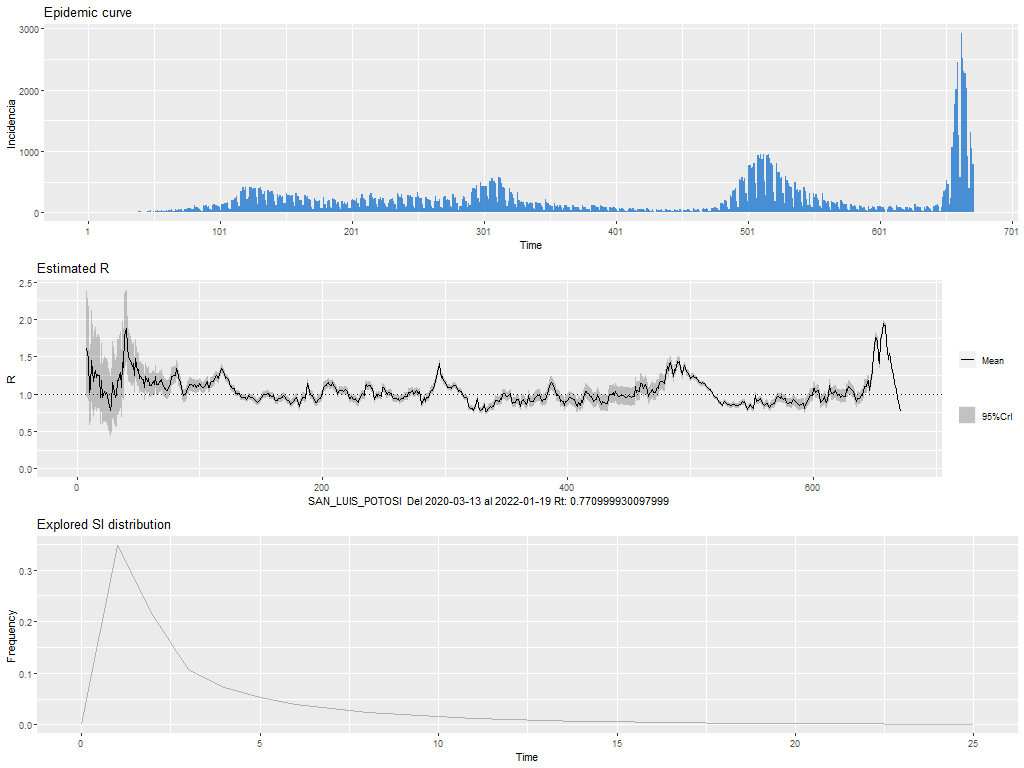 Epidemic curve
3000
2000
1000
0
Incidencia
1 101 201 301 401 501 601 701
Time
Estimated R
2.5
2.0
1.5
1.0
0.5
0.0
R
Mean
95%CrI
0 200 400 600
SAN_LUIS_POTOSI Del 2020-03-13 al 2022-01-19 Rt: 0.770999930097999
Explored SI distribution
0.3
0.2
0.1
0.0
Frequency
0 5 10 15 20 25
Time